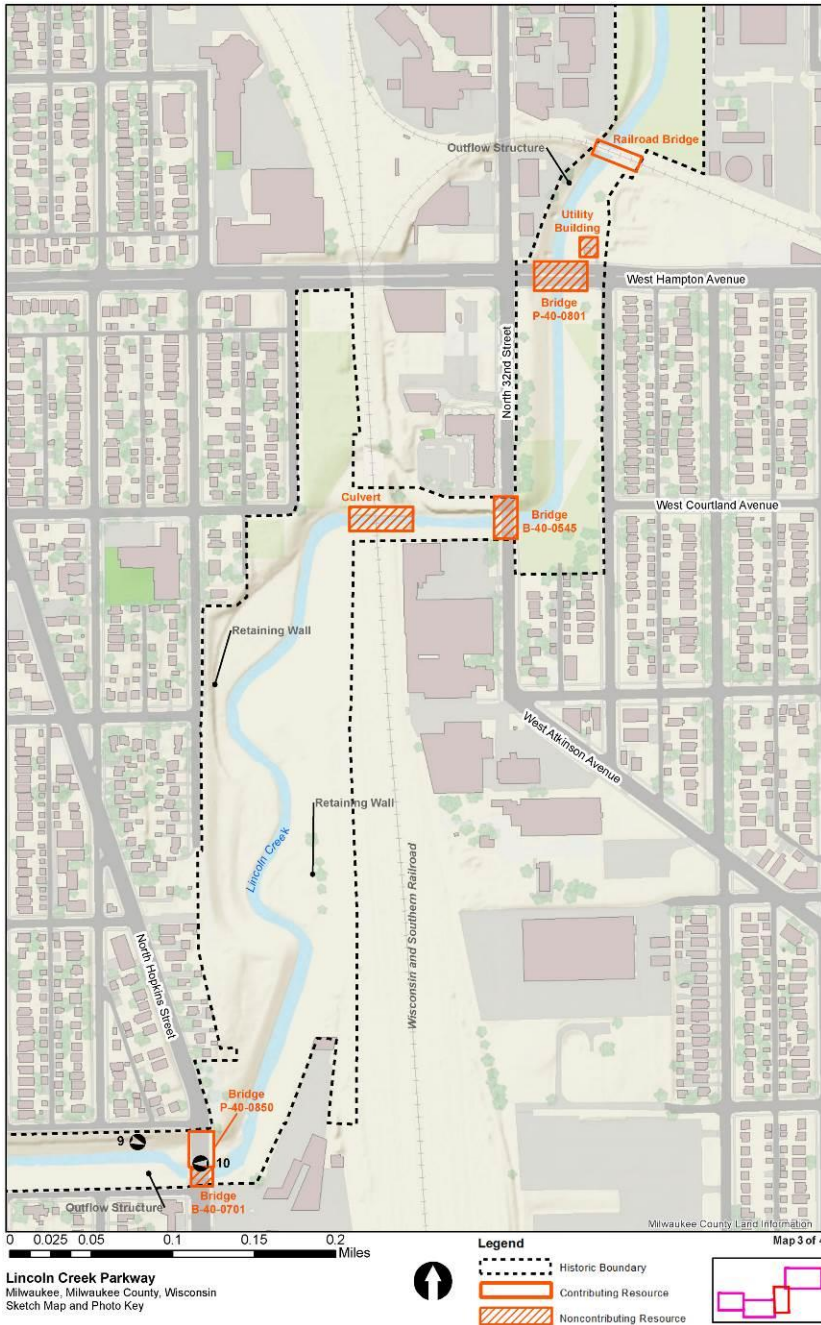 Outflow Structure
Railroad Bridge
Utility
Building
West Hampton Avenue
Bridge
P-40-0801
North 32nd Street
Culvert
West Courtland Avenue
Bridge
B-40-0545
Retaining Wall
West Atkinson Avenue
Retaining Wall
Lincoln Creek
Wisconsin and Southern Railroad
North Hopkins Street
Bridge
P-40-0850
9
10
Bridge
B-40-0701
Outflow Structure
Milwaukee County Land Information
0 0.025 0.05 0.1 0.15 0.2
Miles
Lincoln Creek Parkway
Milwaukee, Milwaukee County, Wisconsin
Sketch Map and Photo Key
Legend
Historic Boundary
Contributing Resource
Noncontributing Resource
Map 3 of 4